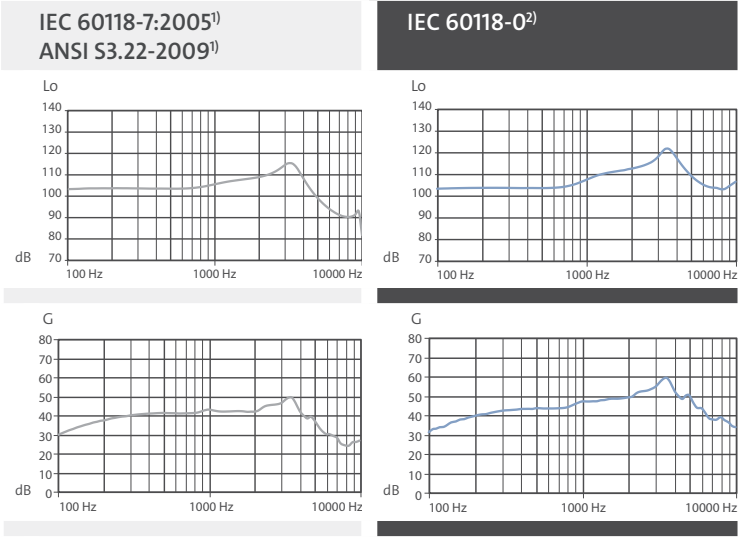 IEC 60118-7:2005¹⁾
ANSI S3.22-2009¹⁾
IEC 60118-0²⁾
Lo
140
130
120
110
100
90
80
dB 70
100 Hz 1000 Hz 10000 Hz
Lo
140
130
120
110
100
90
80
dB 70
100 Hz 1000 Hz 10000 Hz
G
80
70
60
50
40
30
20
10
dB 0
100 Hz 1000 Hz 10000 Hz
G
80
70
60
50
40
30
20
10
dB 0
100 Hz 1000 Hz 10000 Hz